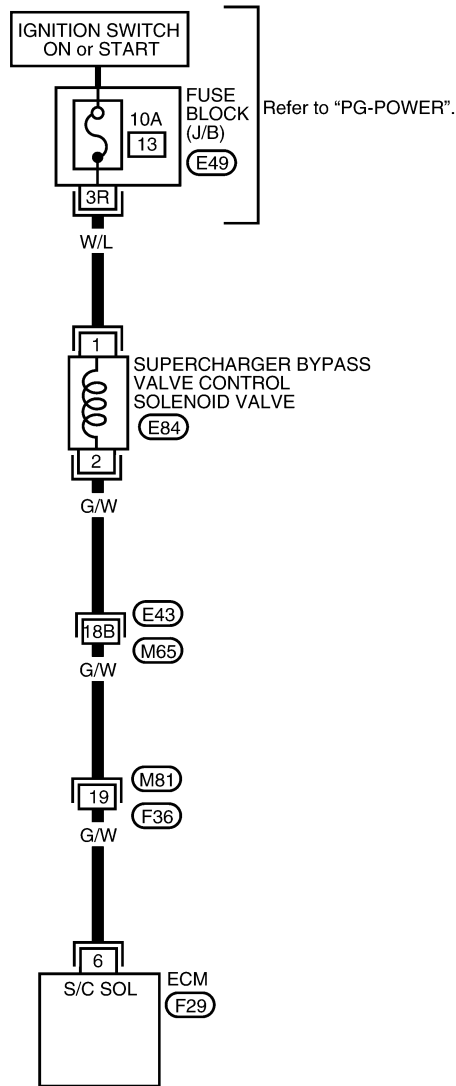 IGNITION SWITCH
ON or START
FUSE
BLOCK
(J/B)
10A
13
E49
Refer to “PG-POWER”.
3R
W/L
1
SUPERCHARGER BYPASS
VALVE CONTROL
SOLENOID VALVE
E84
2
G/W
E43
18B
M65
G/W
M81
19
F36
G/W
6
S/C SOL
ECM
F29